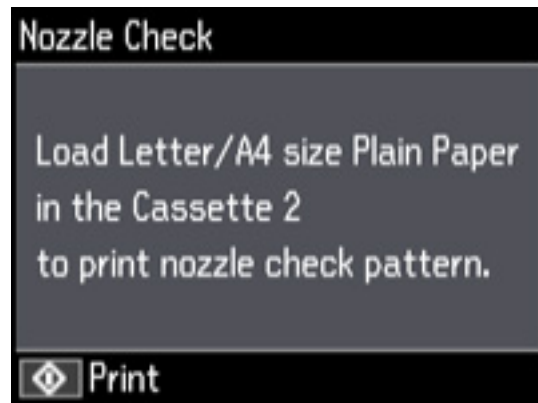 Nozzle Check
Load Letter/A4 size Plain Paper
in the Cassette 2
to print nozzle check pattern.
Print